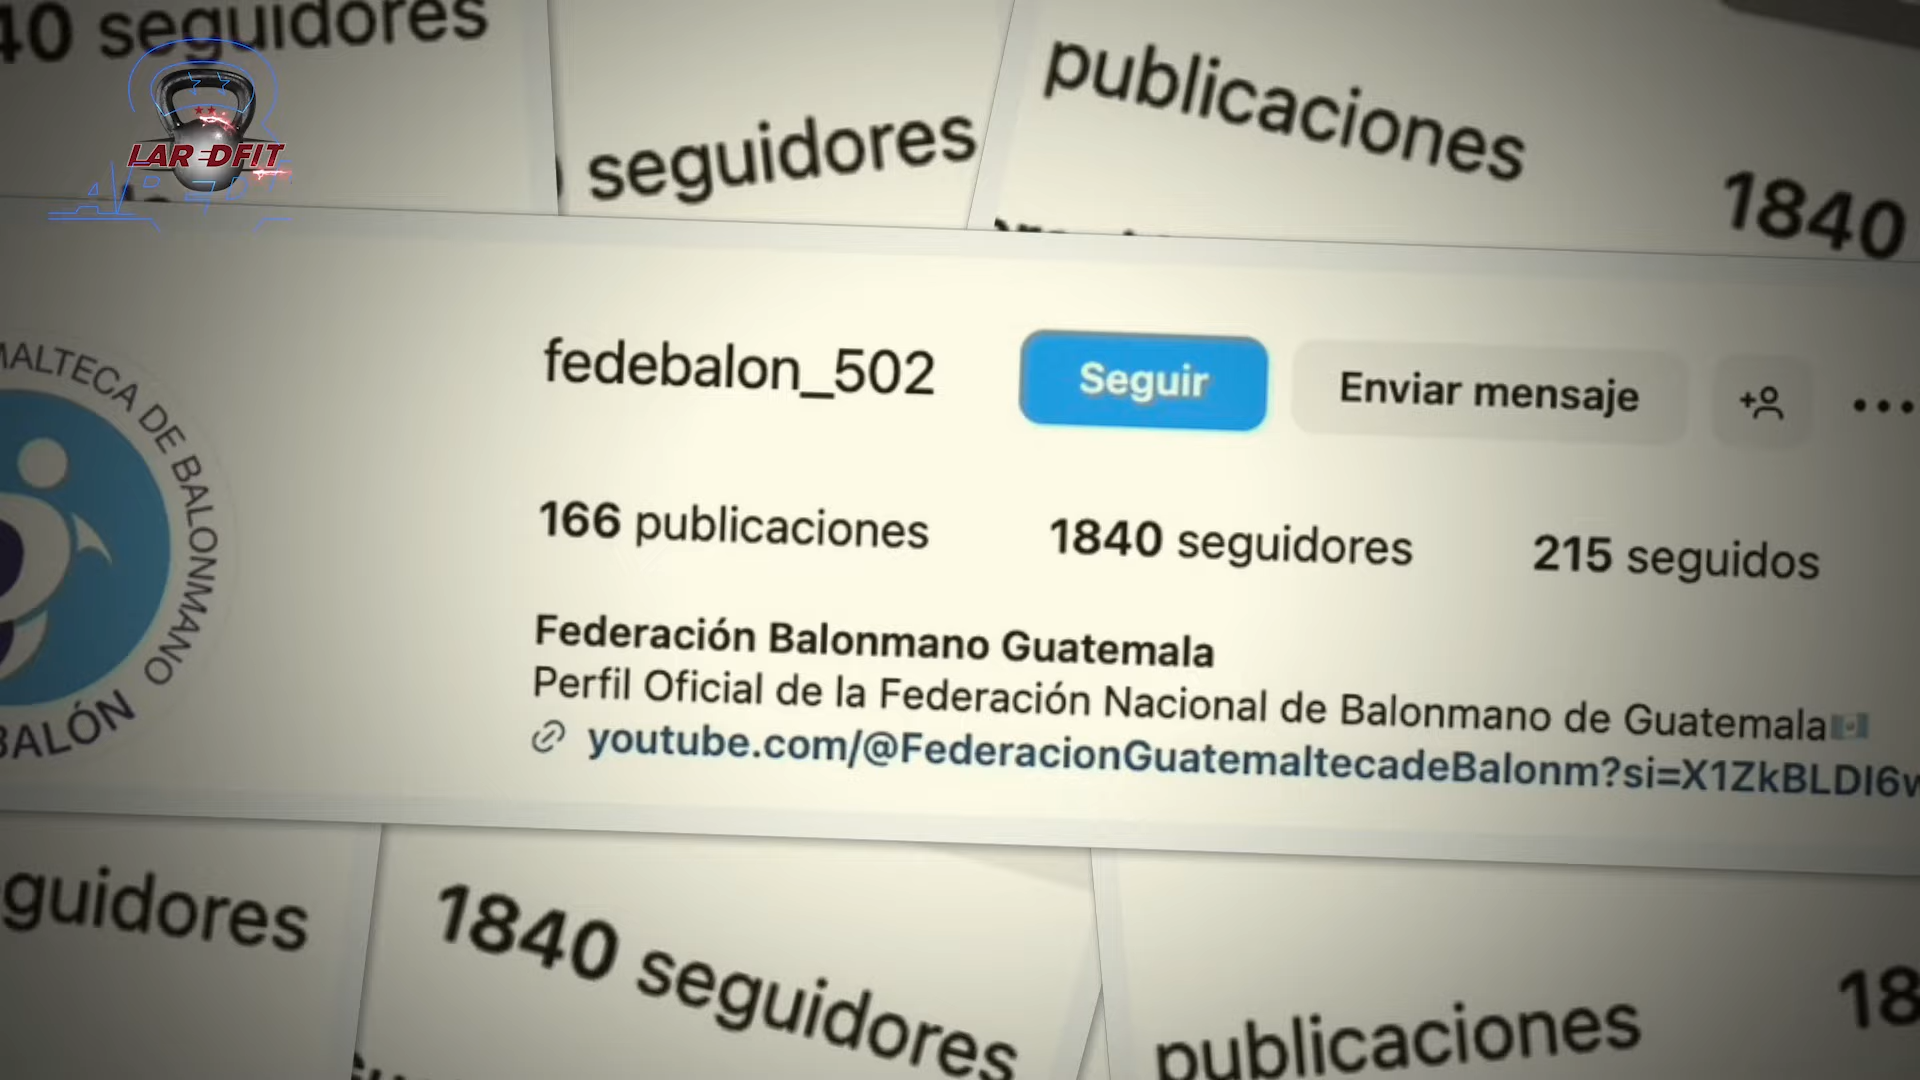 40 seguidores
seguidores
publicaciones
1840
LAR DFIT
fedebalon_502
Seguir
Enviar mensaje
166 publicaciones
1840 seguidores
215 seguidos
MALTECA DE BALONMANO
BALÓN
Federación Balonmano Guatemala
Perfil Oficial de la Federación Nacional de Balonmano de Guatemala🇬🇹
youtube.com/@FederacionGuatemaltecadeBalonm?si=X1ZkBLDI6w
guidores
1840 seguidores
publicaciones
18